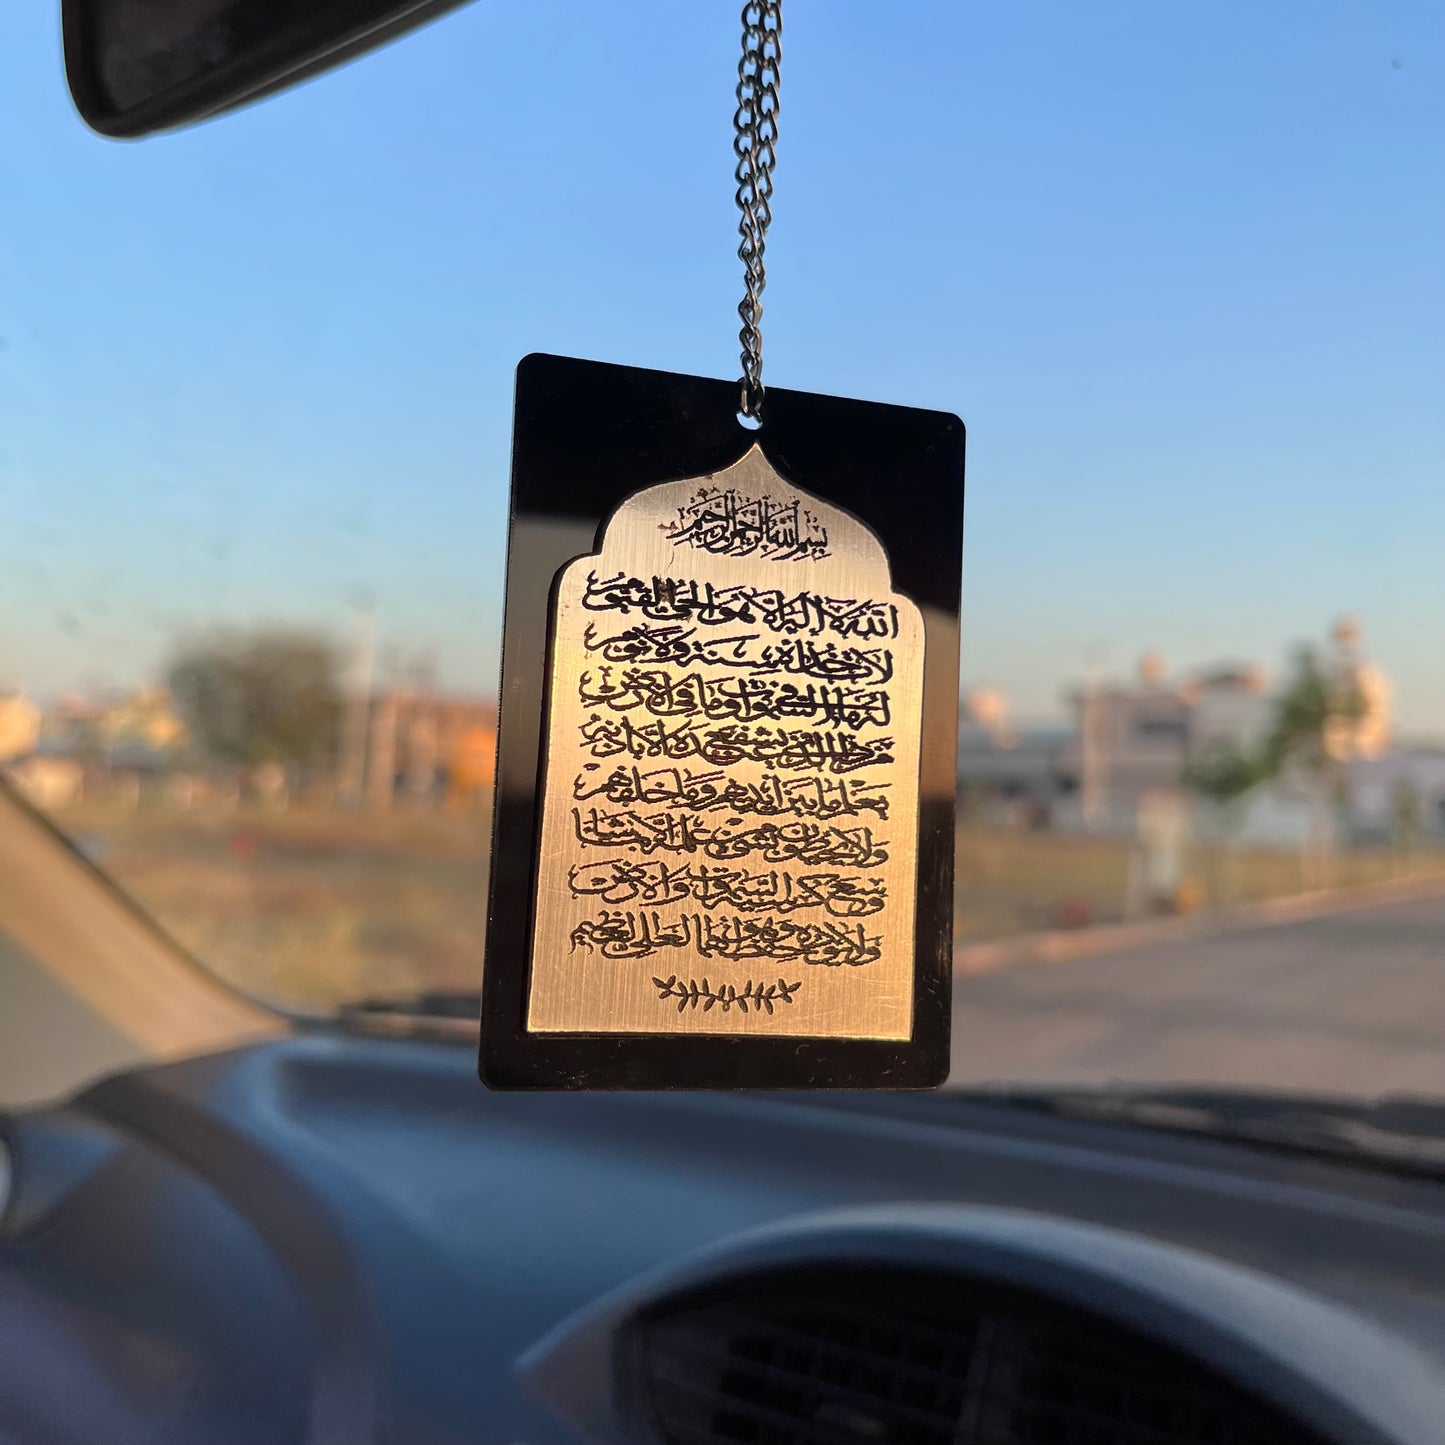 بسم الله الرحمن الرحيم
الله لا إله إلا هو الحي القيوم
لا تأخذه سنة ولا نوم
له ما في السموات وما في الأرض
من ذا الذي يشفع عنده إلا بإذنه
يعلم ما بين أيديهم وما خلفهم
ولا يحيطون بشيء من علمه إلا بما شاء
وسع كرسيه السموات والأرض
ولا يؤده حفظهما وهو العلي العظيم